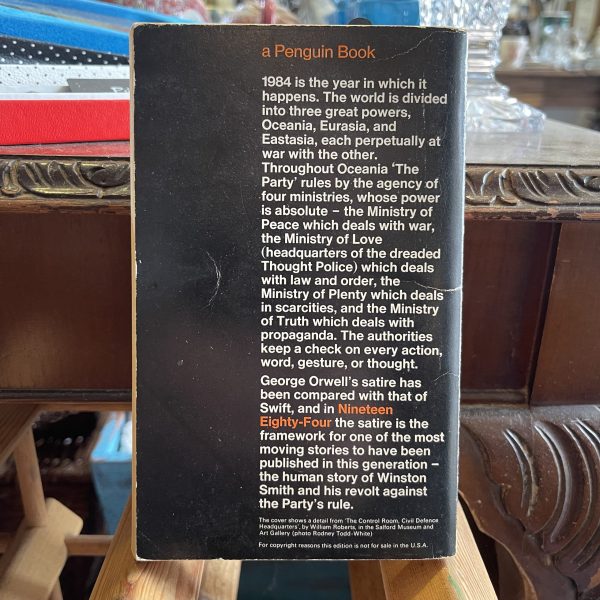 a Penguin Book
1984 is the year in which it
happens. The world is divided
into three great powers,
Oceania, Eurasia, and
Eastasia, each perpetually at
war with the other.
Throughout Oceania 'The
Party' rules by the agency of
four ministries, whose power
is absolute – the Ministry of
Peace which deals with war,
the Ministry of Love
(headquarters of the dreaded
Thought Police) which deals
with law and order, the
Ministry of Plenty which deals
in scarcities, and the Ministry
of Truth which deals with
propaganda. The authorities
keep a check on every action,
word, gesture, or thought.
George Orwell's satire has
been compared with that of
Swift, and in Nineteen
Eighty-Four the satire is the
framework for one of the most
moving stories to have been
published in this generation –
the human story of Winston
Smith and his revolt against
the Party's rule.
The cover shows a detail from 'The Control Room, Civil Defence
Headquarters', by William Roberts, in the Salford Museum and
Art Gallery (photo Rodney Todd-White)
For copyright reasons this edition is not for sale in the U.S.A.